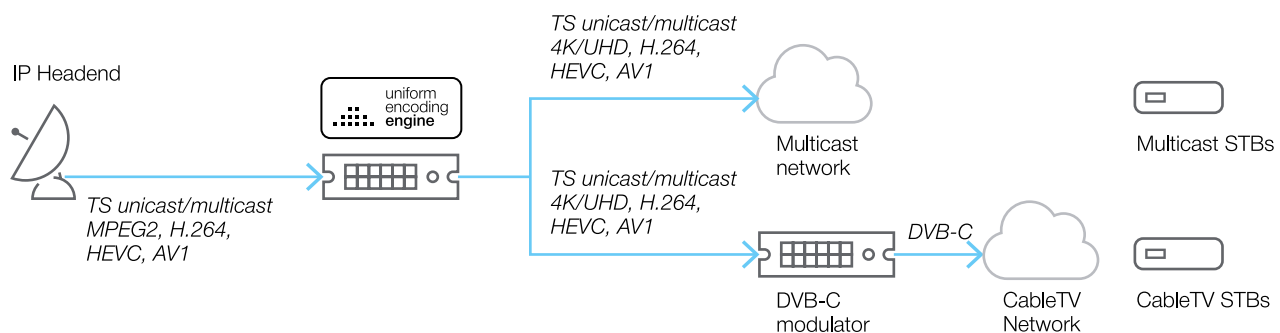 IP Headend
TS unicast/multicast
MPEG2, H.264,
HEVC, AV1
uniform
encoding
engine
TS unicast/multicast
4K/UHD, H.264,
HEVC, AV1
Multicast
network
Multicast STBs
TS unicast/multicast
4K/UHD, H.264,
HEVC, AV1
DVB-C
modulator
DVB-C
CableTV
Network
CableTV STBs